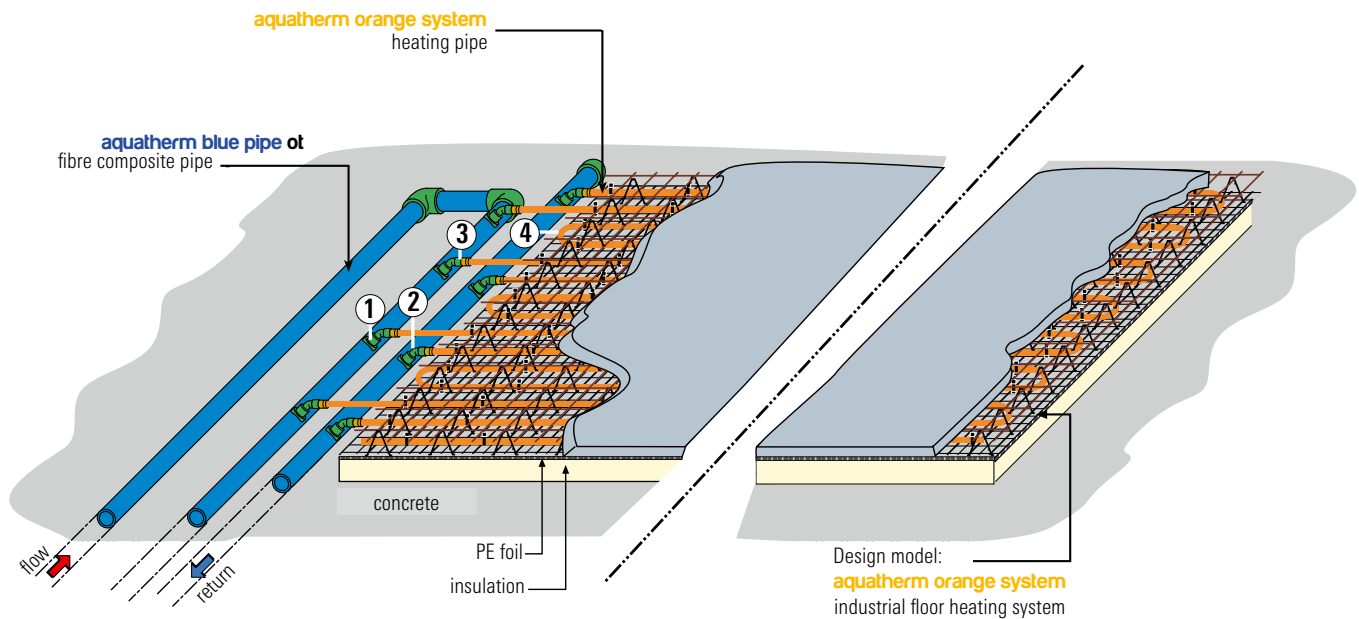 aquatherm orange system
heating pipe
aquatherm blue pipe ot
fibre composite pipe
3
4
1
2
concrete
PE foil
insulation
flow
return
Design model:
aquatherm orange system
industrial floor heating system